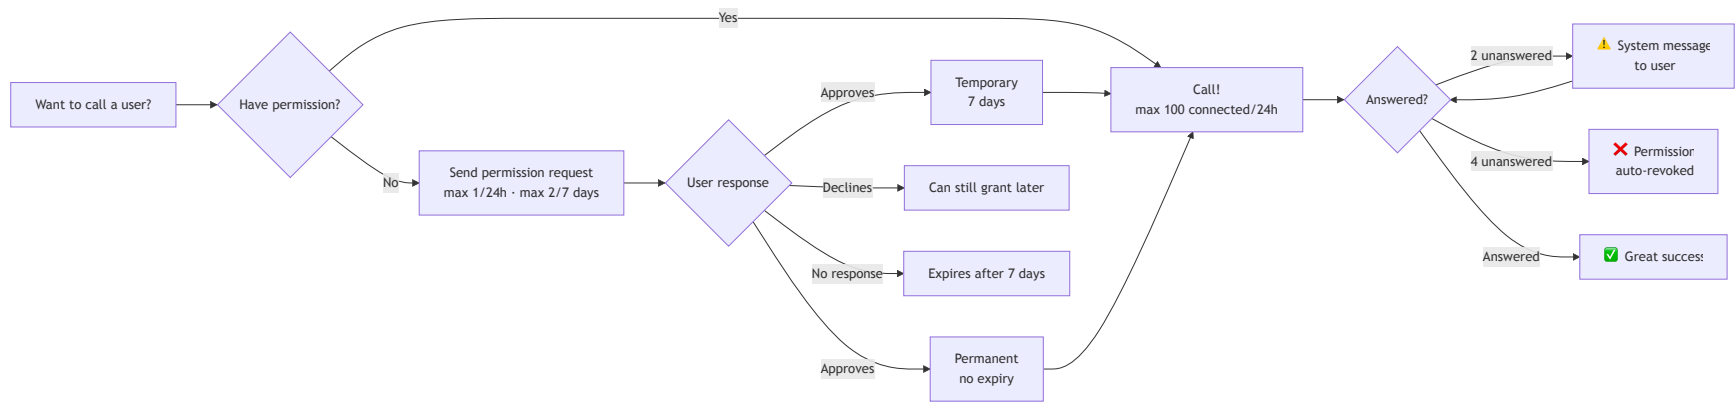 Want to call a user?
Have permission?
Yes
No
Send permission request
max 1/24h · max 2/7 days
User response
Approves
Temporary
7 days
Declines
Can still grant later
No response
Expires after 7 days
Approves
Permanent
no expiry
Call!
max 100 connected/24h
Answered?
2 unanswered
⚠️ System message
to user
4 unanswered
❌ Permission
auto-revoked
Answered
✅ Great success